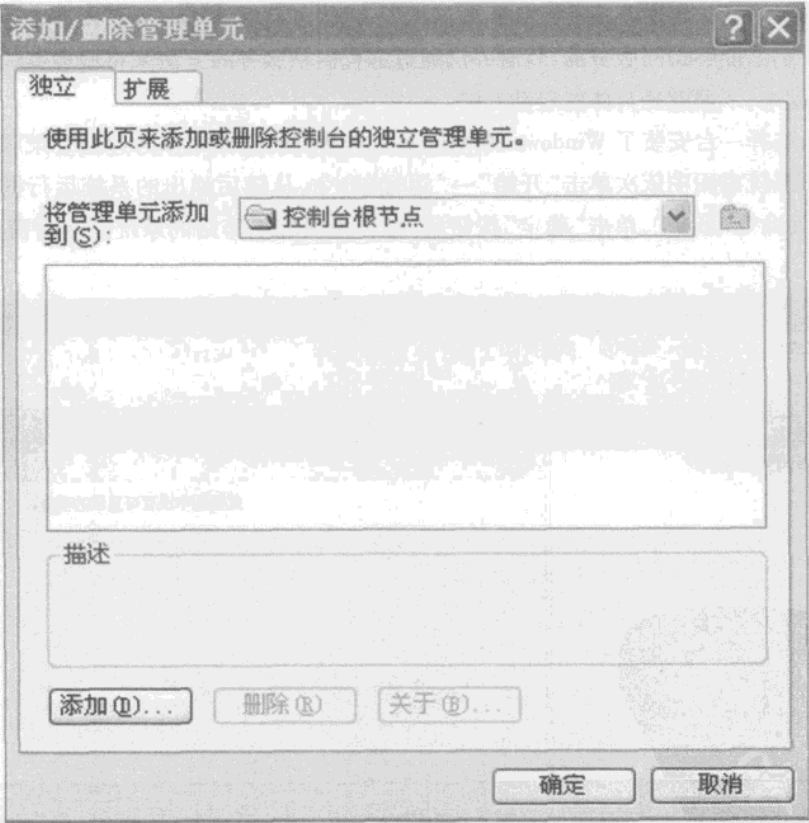 添加/删除管理单元
独立
扩展
使用此页来添加或删除控制台的独立管理单元。
将管理单元添加
到(S):
控制台根节点
描述
添加(D)...
删除(R)
关于(B)...
确定
取消